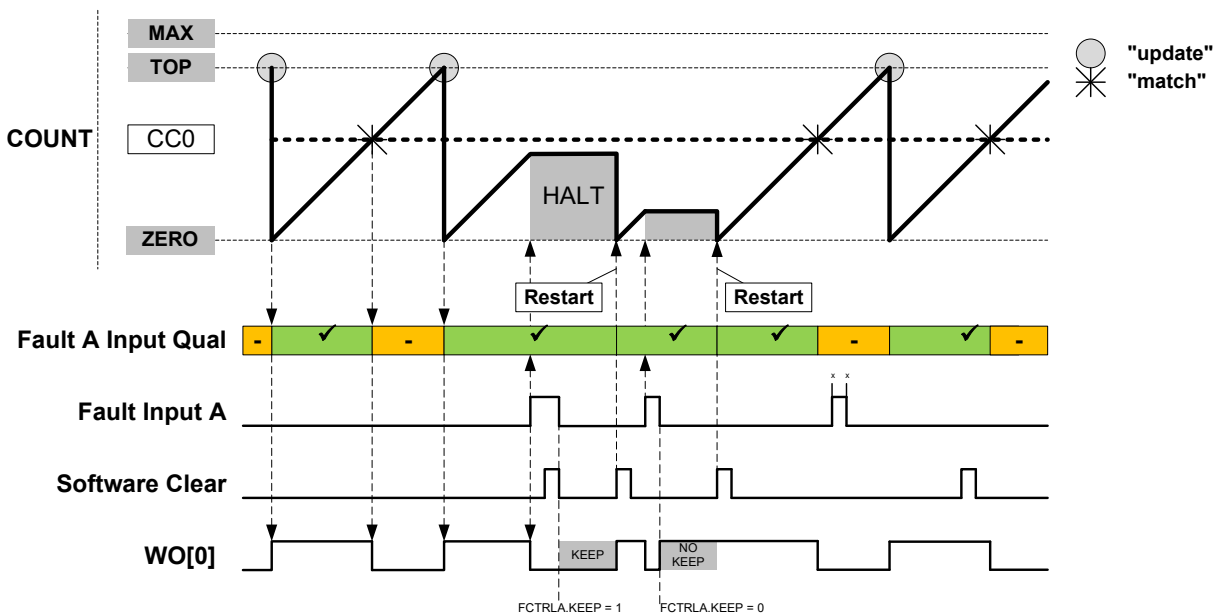 MAX
TOP
COUNT
CC0
ZERO
HALT
"update"
"match"
Restart
Restart
Fault A Input Qual
- ✓ - ✓ ✓ ✓ - ✓ -
x x
Fault Input A
Software Clear
WO[0]
KEEP
NO
KEEP
FCTRLA.KEEP = 1
FCTRLA.KEEP = 0